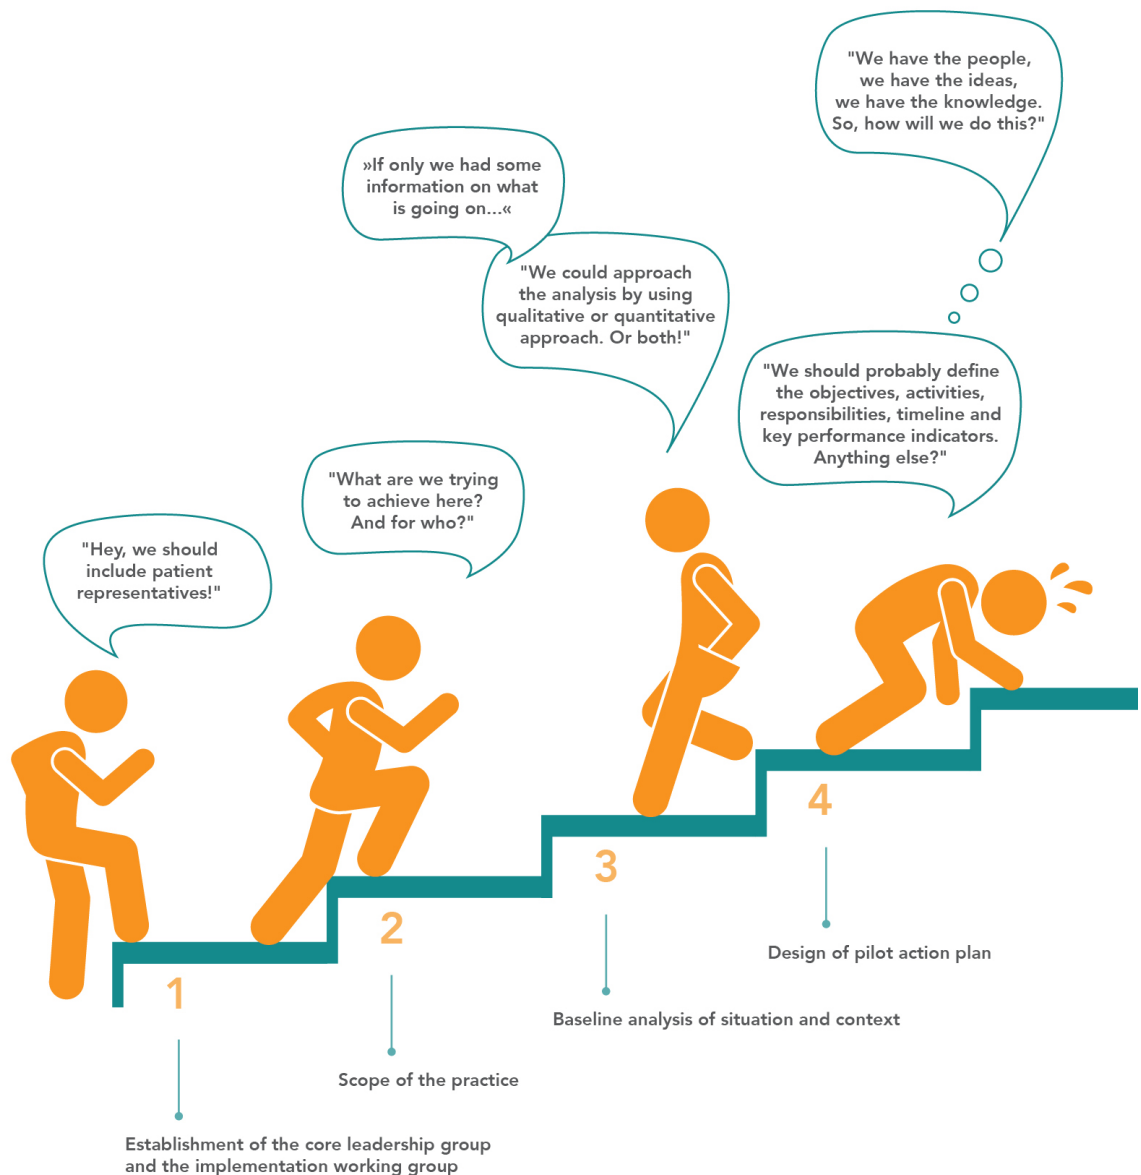 "We have the people,
we have the ideas,
we have the knowledge.
So, how will we do this?"
»If only we had some
information on what
is going on...«
"We could approach
the analysis by using
qualitative or quantitative
approach. Or both!"
"We should probably define
the objectives, activities,
responsibilities, timeline and
key performance indicators.
Anything else?"
"What are we trying
to achieve here?
And for who?"
"Hey, we should
include patient
representatives!"
4
3
2
1
Design of pilot action plan
Baseline analysis of situation and context
Scope of the practice
Establishment of the core leadership group
and the implementation working group